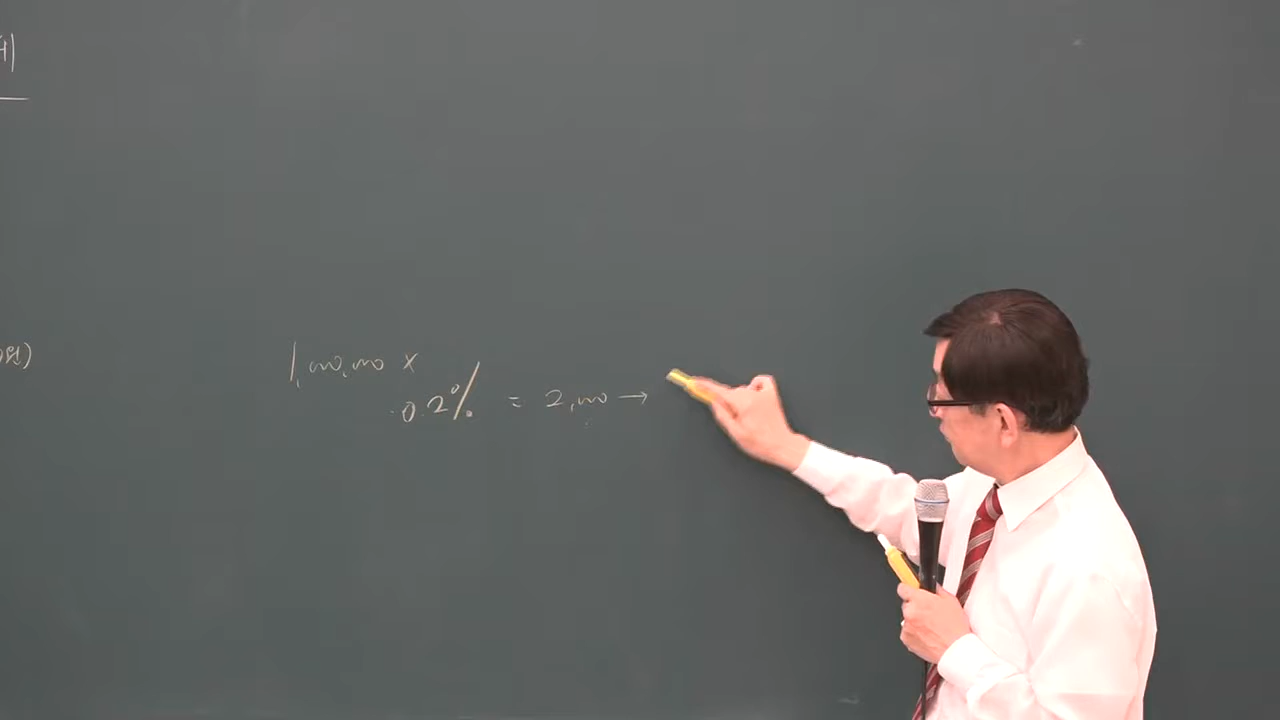 1,000,000 ×
0.2% = 2,000 →